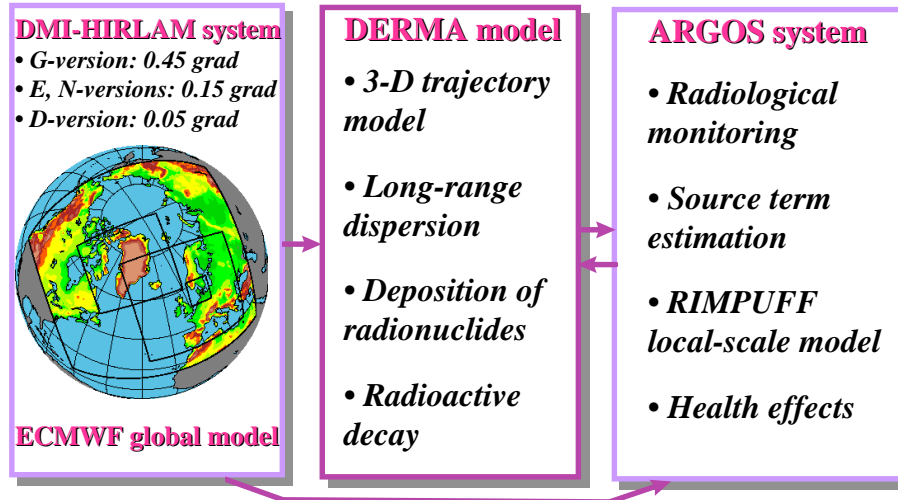 DMI-HIRLAM system
• G-version: 0.45 grad
• E, N-versions: 0.15 grad
• D-version: 0.05 grad
ECMWF global model
DERMA model
• 3-D trajectory
model
• Long-range
dispersion
• Deposition of
radionuclides
• Radioactive
decay
ARGOS system
• Radiological
monitoring
• Source term
estimation
• RIMPUFF
local-scale model
• Health effects